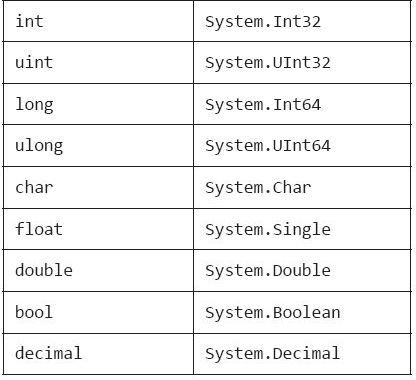 int System.Int32
uint System.UInt32
long System.Int64
ulong System.UInt64
char System.Char
float System.Single
double System.Double
bool System.Boolean
decimal System.Decimal